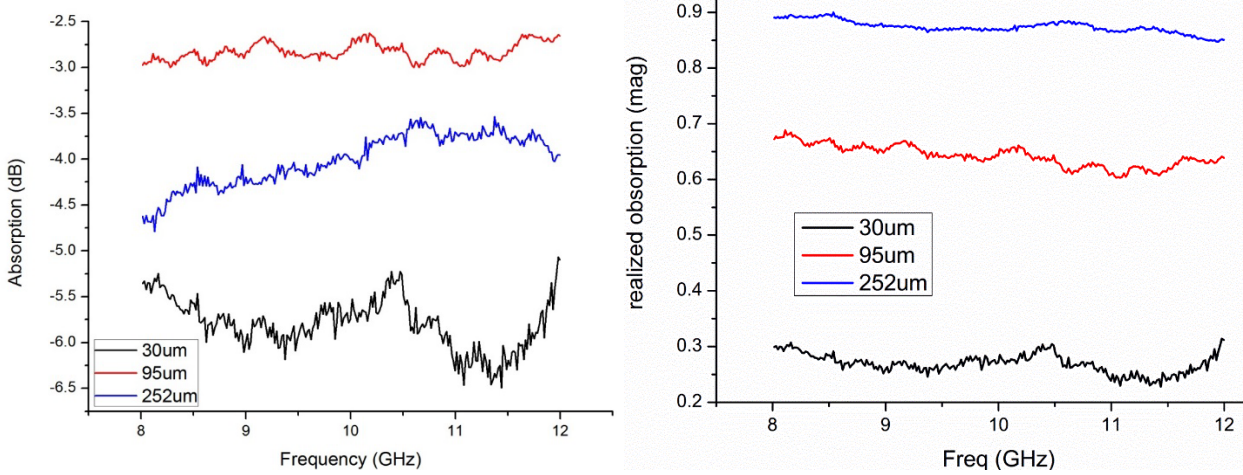 -2.5
-3.0
-3.5
-4.0
-4.5
-5.0
-5.5
-6.0
-6.5
Absorption (dB)
30um
95um
252um
8
9
10
11
12
Frequency (GHz)
0.9
0.8
0.7
0.6
0.5
0.4
0.3
0.2
realized obsorption (mag)
30um
95um
252um
8
9
10
11
12
Freq (GHz)